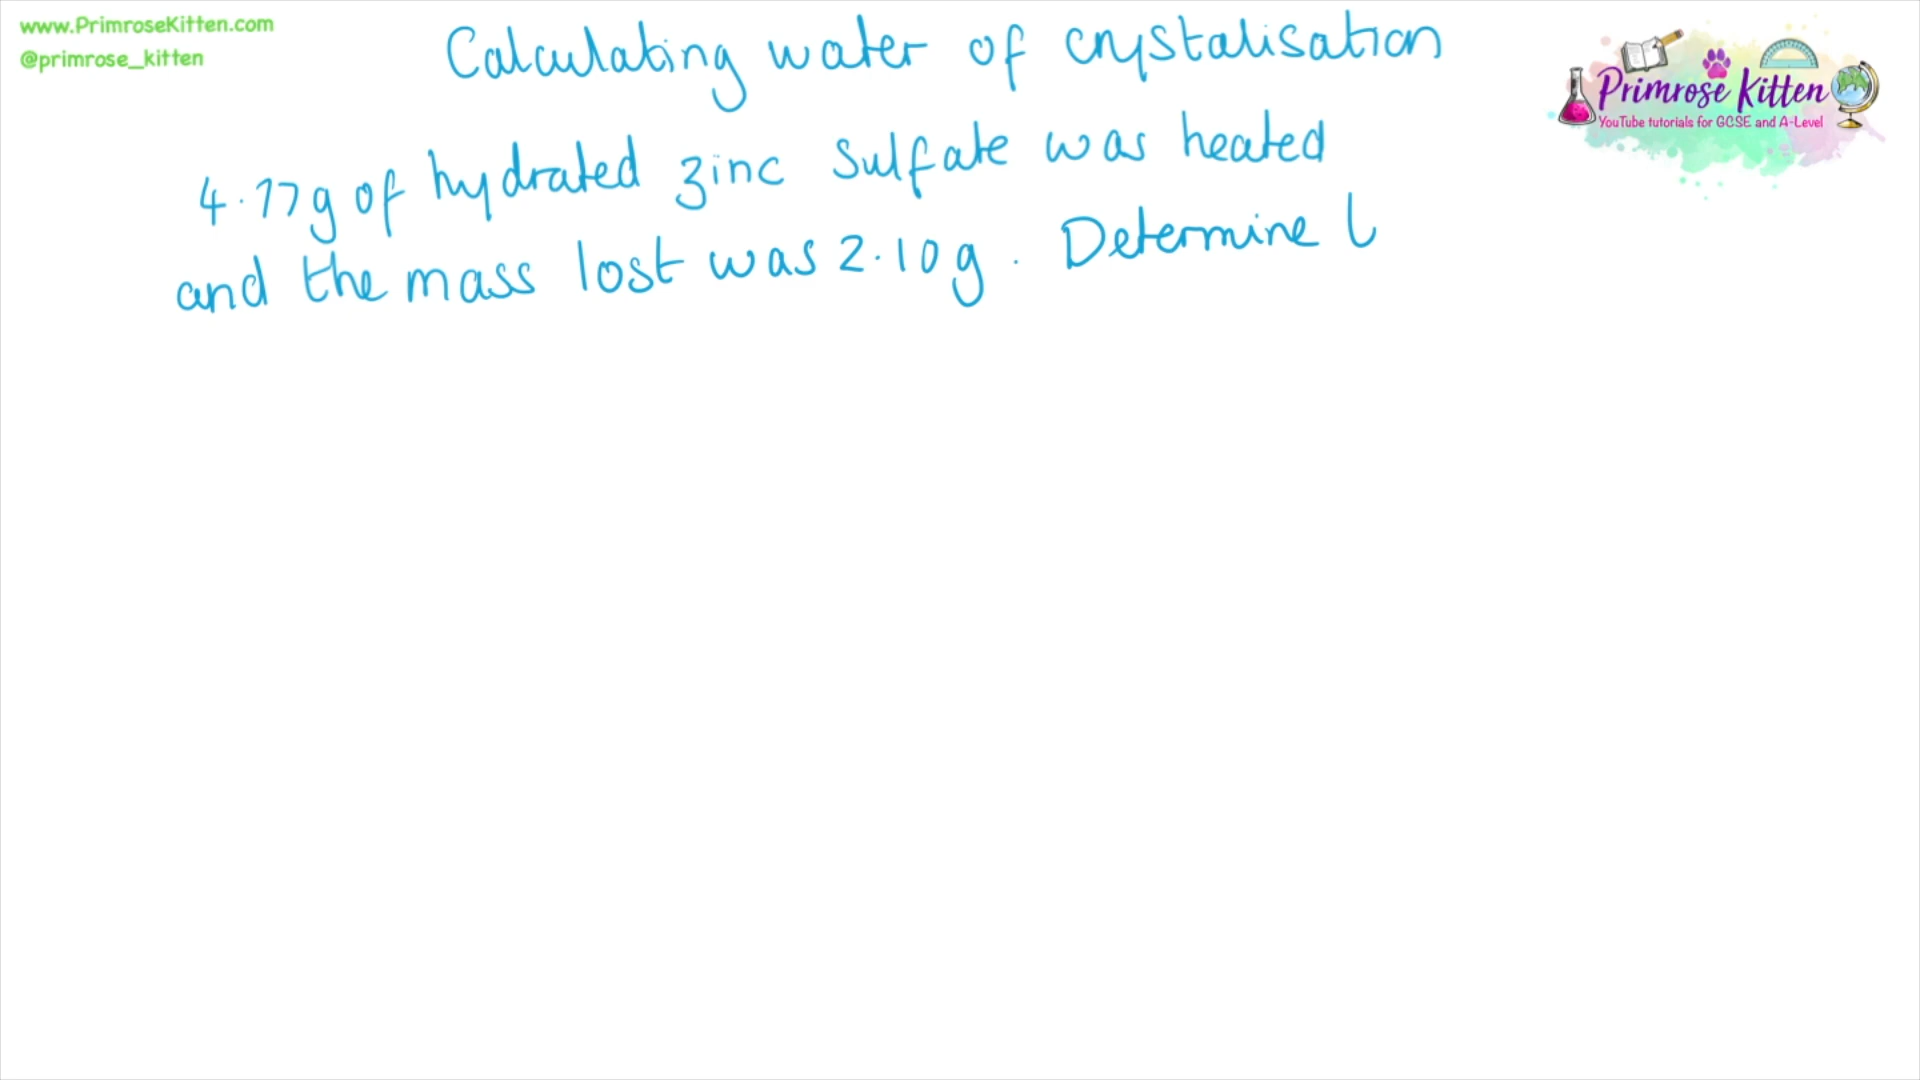 www.PrimroseKitten.com
@primrose_kitten
Calculating water of crystalisation
Primrose Kitten
YouTube tutorials for GCSE and A-Level
4.77g of hydrated zinc sulfate was heated
and the mass lost was 2.10g. Determine